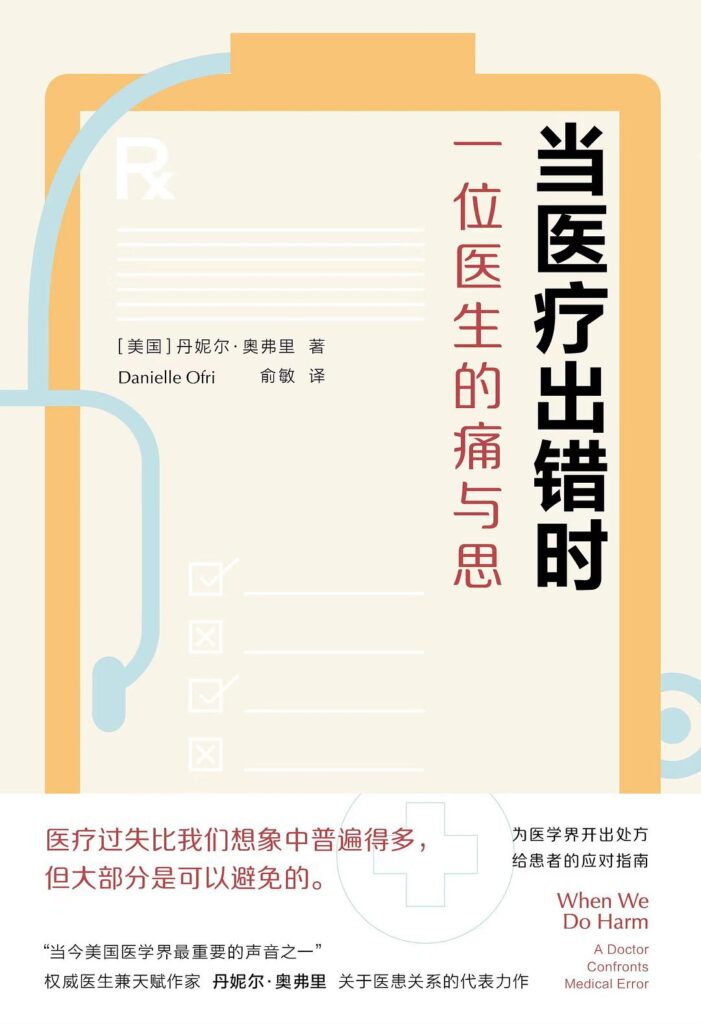 当医疗出错时
一位医生的痛与思
Rx
[美国]丹妮尔·奥弗里 著
Danielle Ofri 俞敏 译
医疗过失比我们想象中普遍得多，
但大部分是可以避免的。
“当今美国医学界最重要的声音之一”
权威医生兼天赋作家 丹妮尔·奥弗里 关于医患关系的代表力作
为医学界开出处方
给患者的应对指南
When We
Do Harm
A Doctor
Confronts
Medical Error